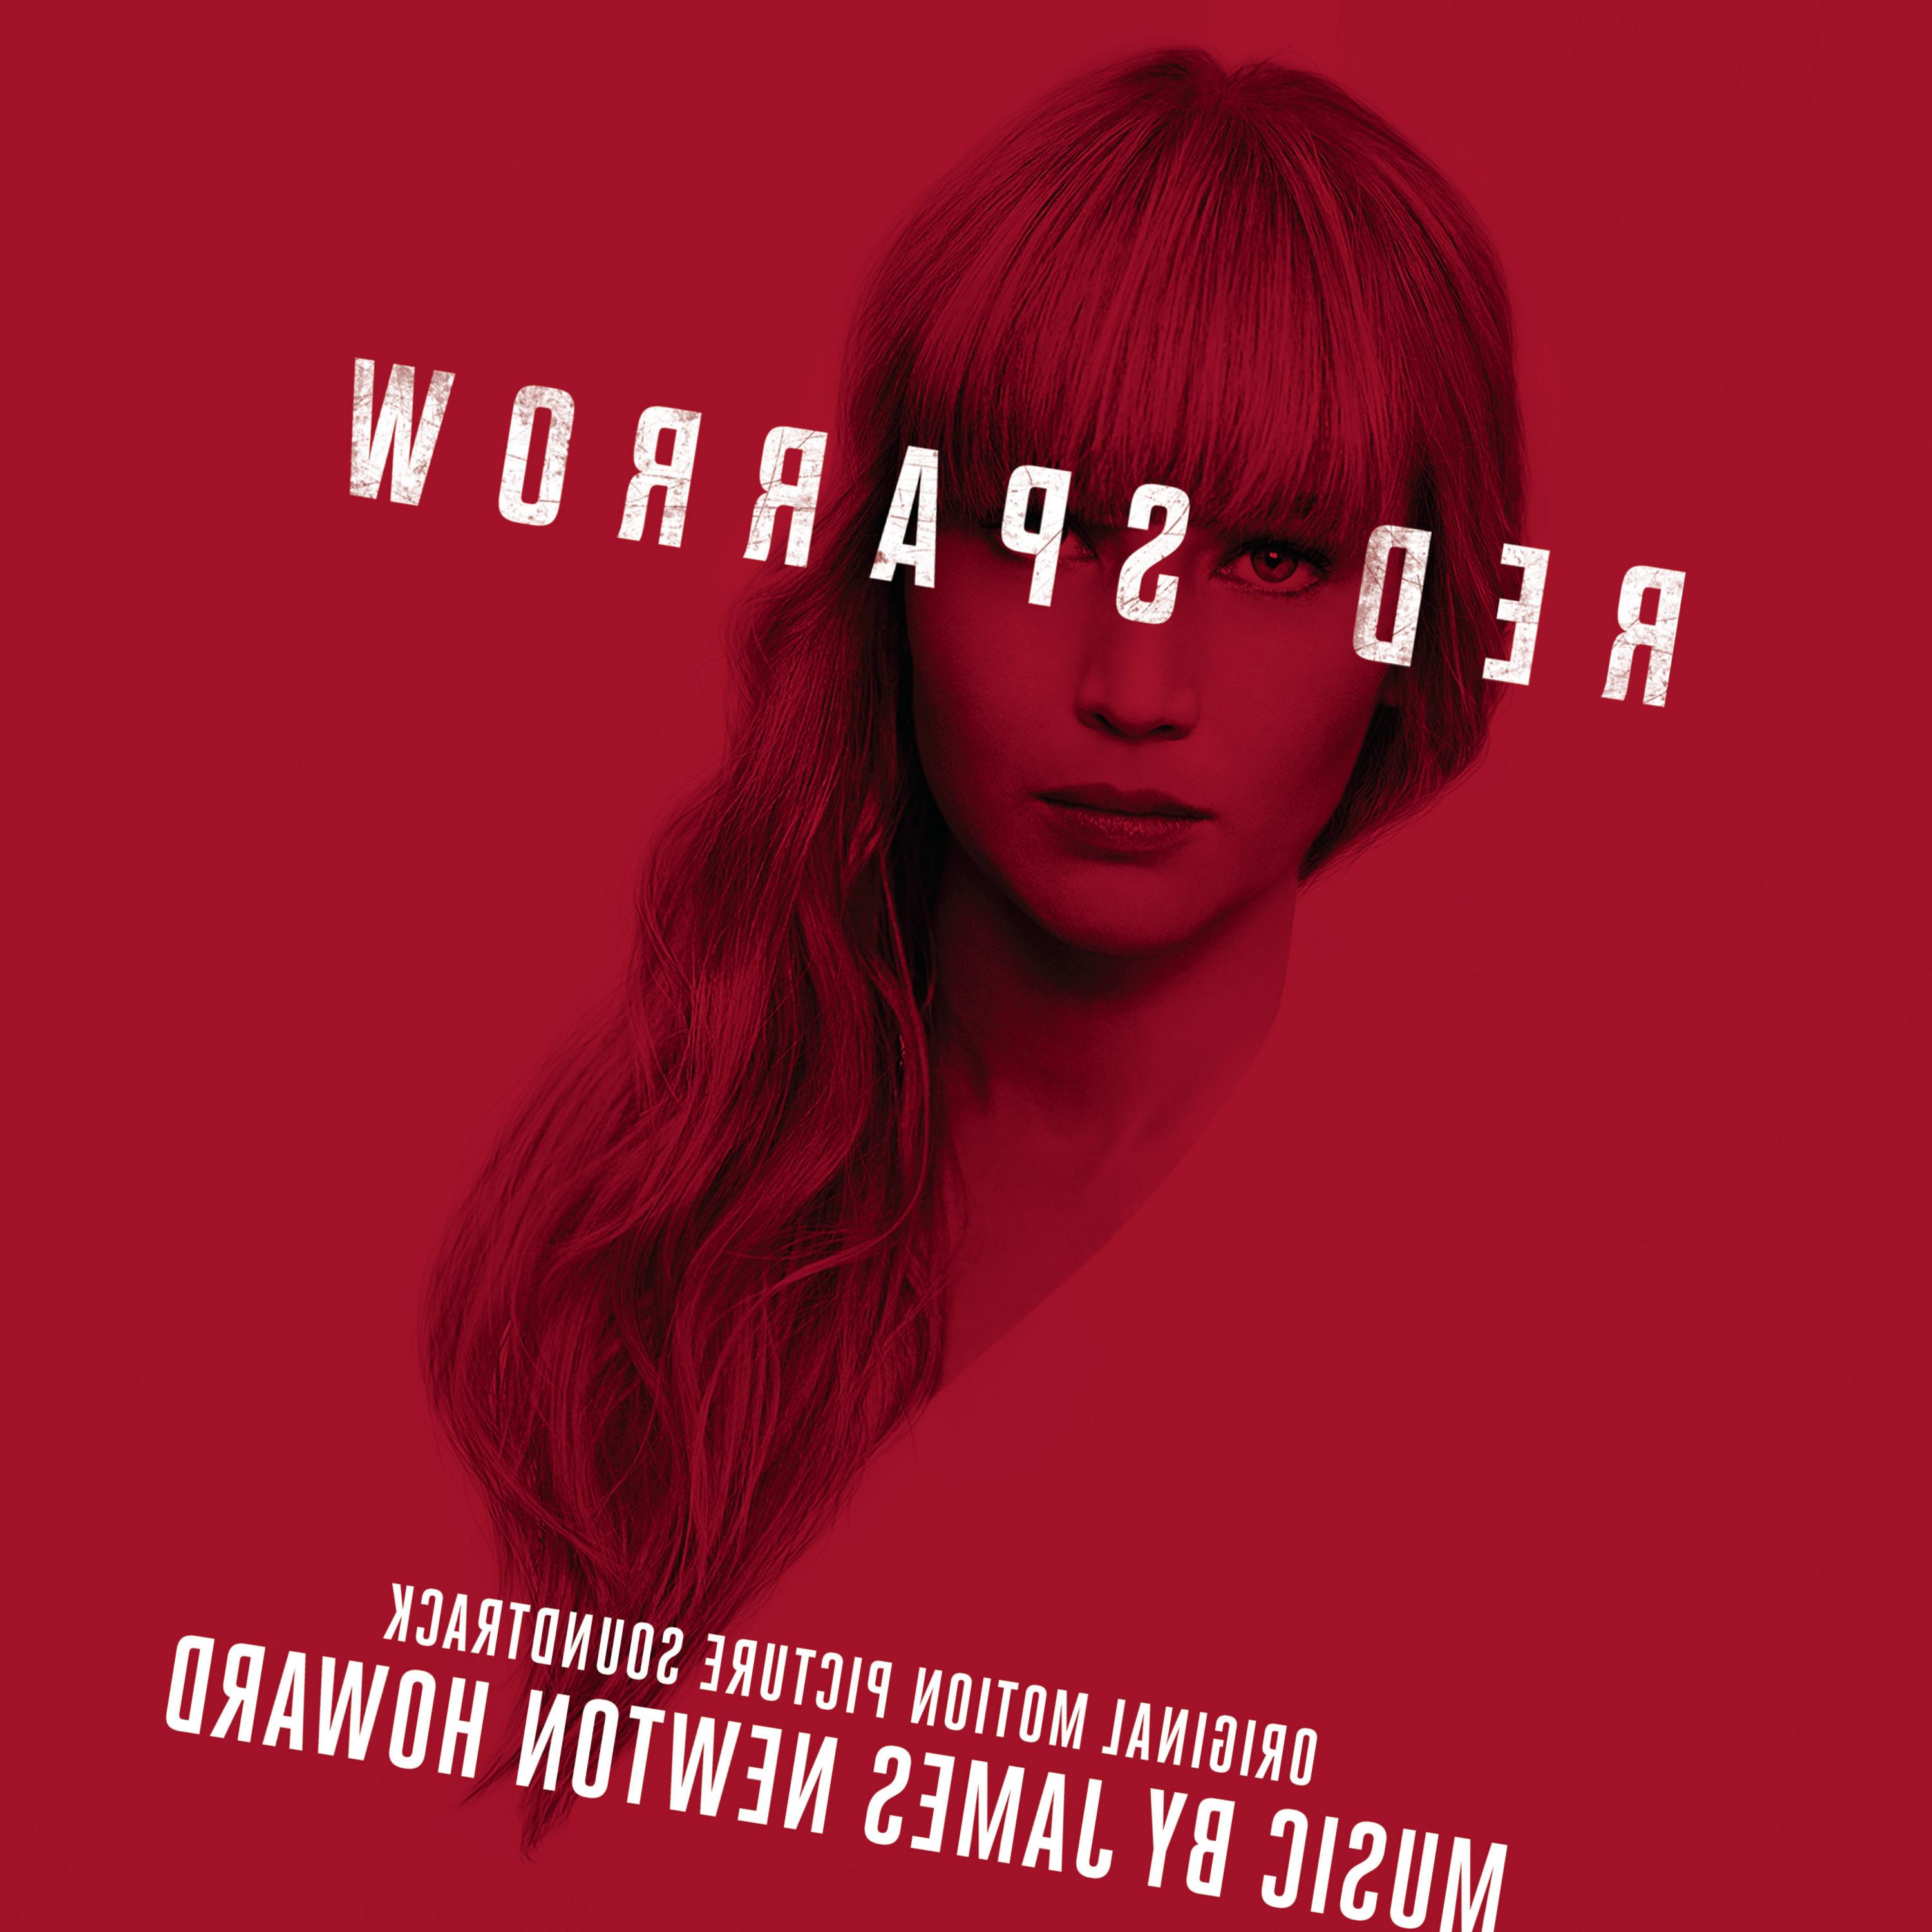 RED SPARROW
ORIGINAL MOTION PICTURE SOUNDTRACK
MUSIC BY JAMES NEWTON HOWARD